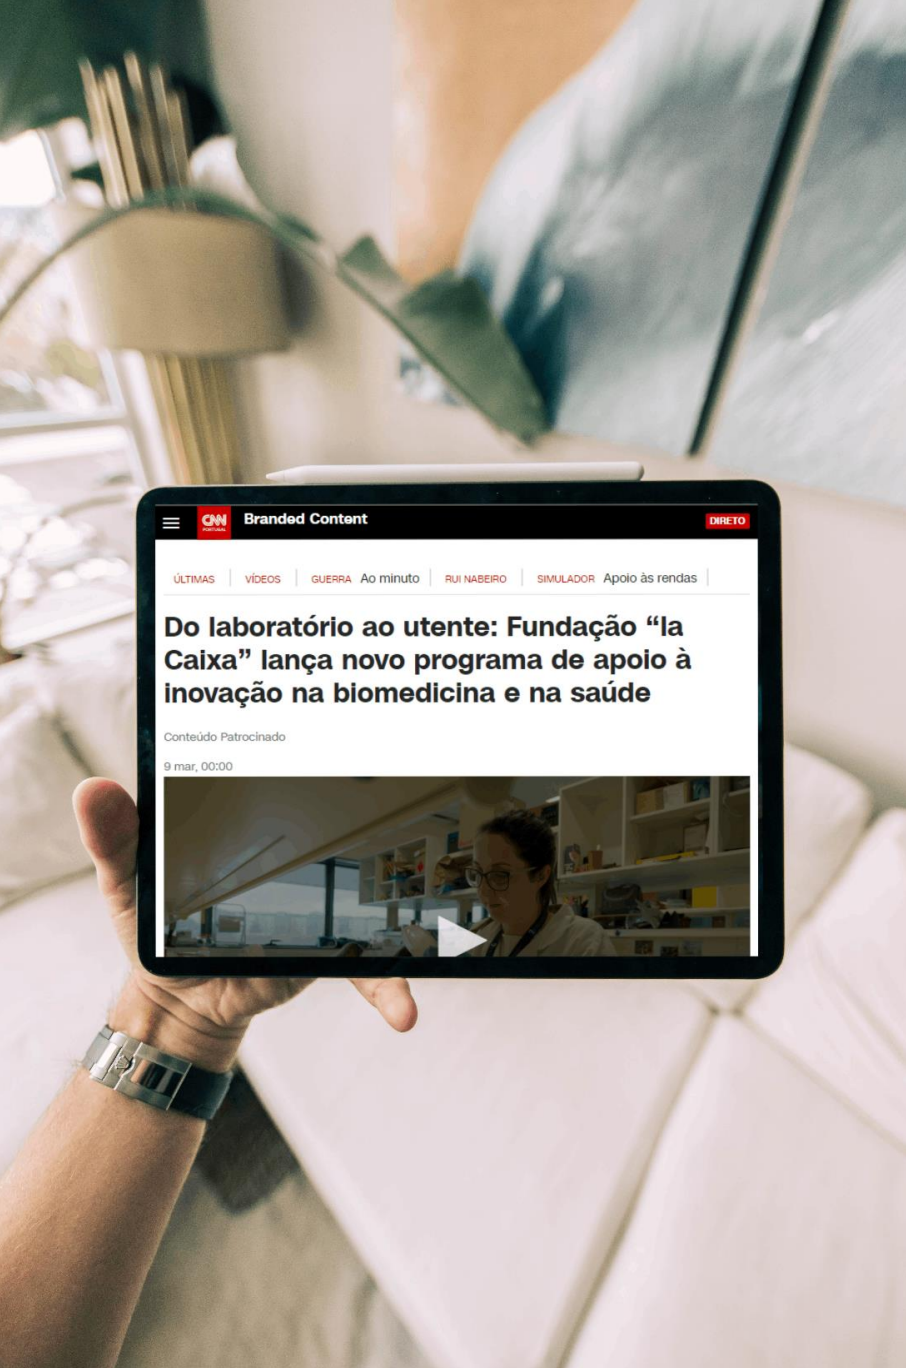 CNN
PORTUGAL
Branded Content
DIRETO
ÚLTIMAS
VÍDEOS
GUERRA Ao minuto
RUI NABEIRO
SIMULADOR Apoio às rendas
Do laboratório ao utente: Fundação “la
Caixa” lança novo programa de apoio à
inovação na biomedicina e na saúde
Conteúdo Patrocinado
9 mar, 00:00